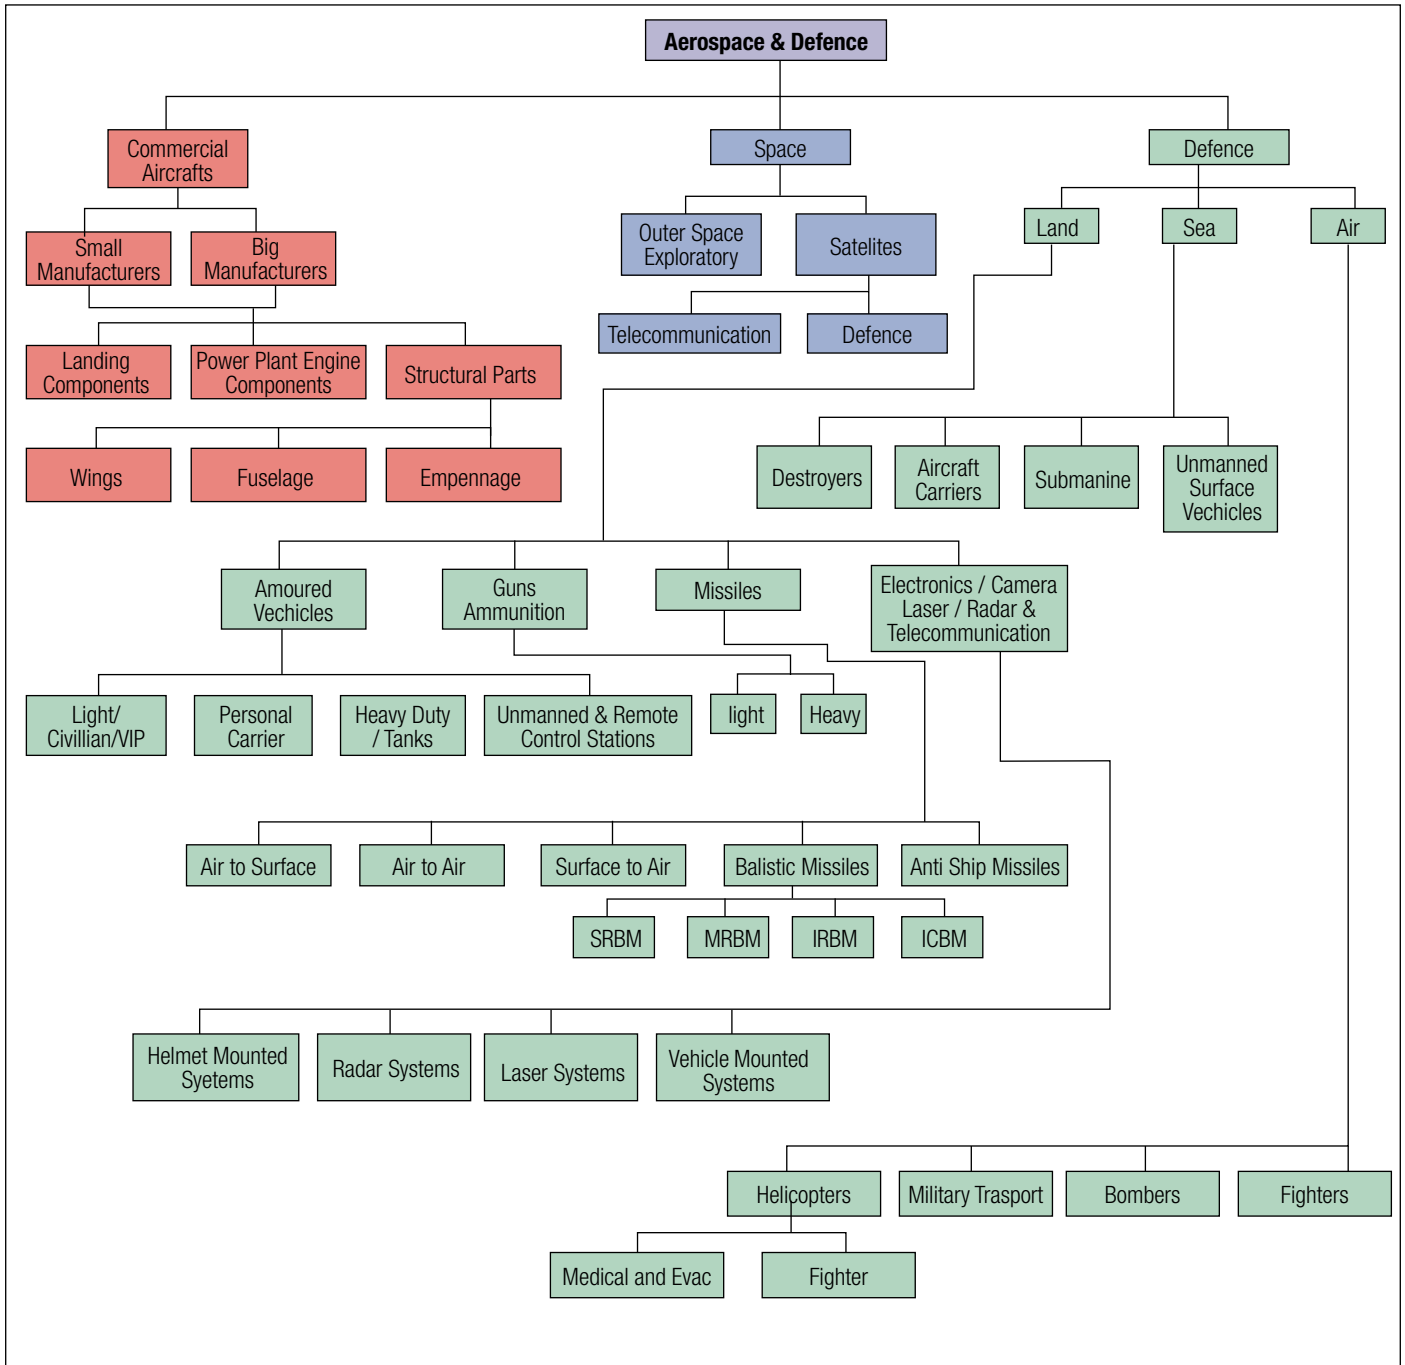 Aerospace & Defence
Commercial
Aircrafts
Space
Defence
Small
Manufacturers
Big
Manufacturers
Outer Space
Exploratory
Satelites
Land
Sea
Air
Telecommunication
Defence
Landing
Components
Power Plant Engine
Components
Structural Parts
Wings
Fuselage
Empennage
Destroyers
Aircraft
Carriers
Submanine
Unmanned
Surface
Vechicles
Amoured
Vechicles
Guns
Ammunition
Missiles
Electronics / Camera
Laser / Radar &
Telecommunication
Light/
Civillian/VIP
Personal
Carrier
Heavy Duty
/ Tanks
Unmanned & Remote
Control Stations
light
Heavy
Air to Surface
Air to Air
Surface to Air
Balistic Missiles
Anti Ship Missiles
SRBM
MRBM
IRBM
ICBM
Helmet Mounted
Syetems
Radar Systems
Laser Systems
Vehicle Mounted
Systems
Helicopters
Military Trasport
Bombers
Fighters
Medical and Evac
Fighter